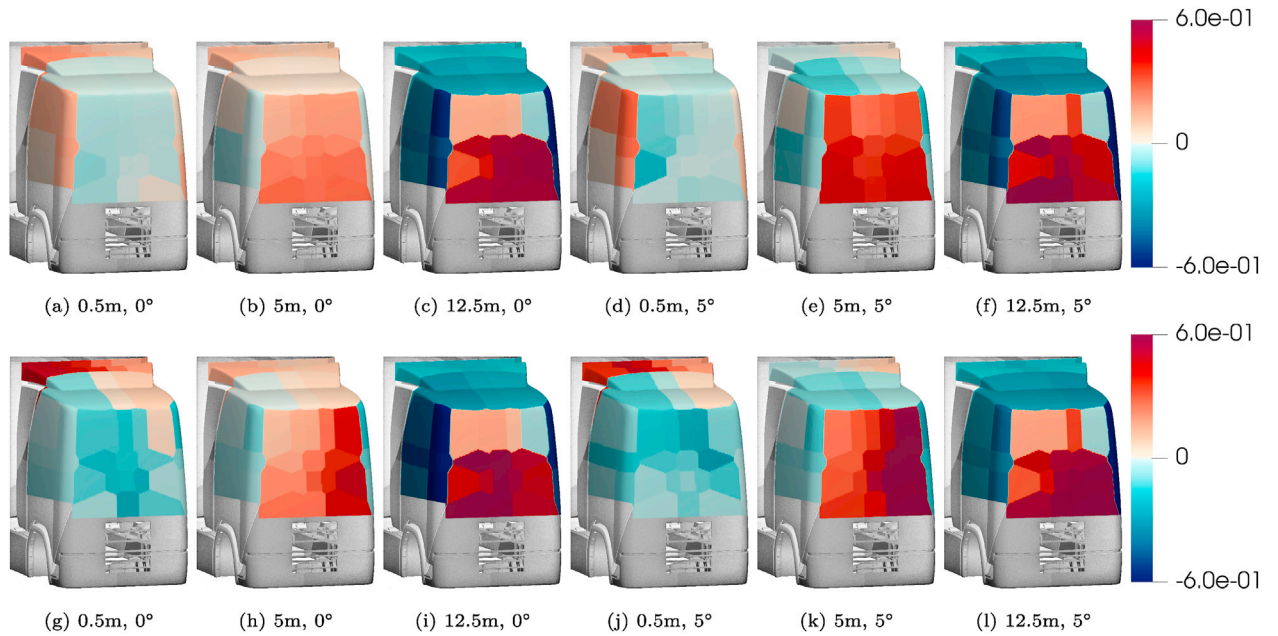 6.0e-01
0
-6.0e-01
(a) 0.5m, 0° (b) 5m, 0° (c) 12.5m, 0° (d) 0.5m, 5° (e) 5m, 5° (f) 12.5m, 5°
6.0e-01
0
-6.0e-01
(g) 0.5m, 0° (h) 5m, 0° (i) 12.5m, 0° (j) 0.5m, 5° (k) 5m, 5° (l) 12.5m, 5°